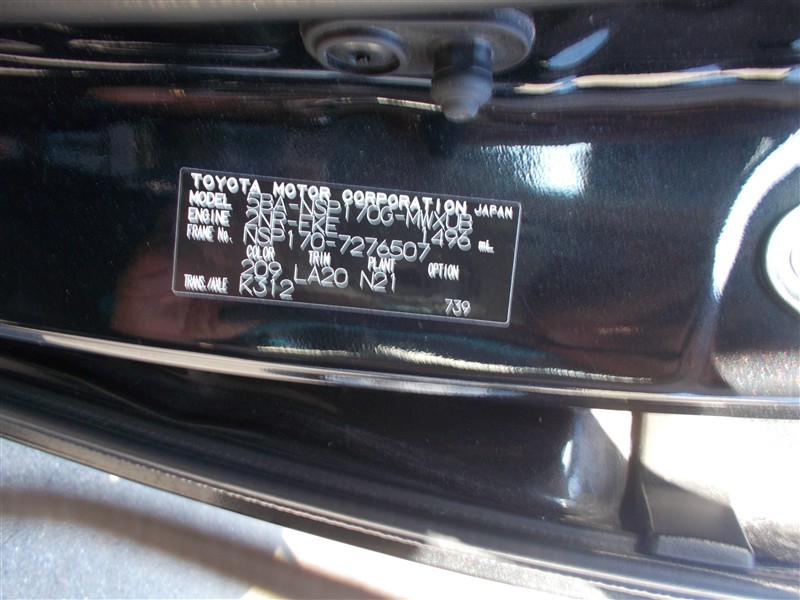 TOYOTA MOTOR CORPORATION JAPAN
MODEL 5BA-NSP170G-MWXUB
ENGINE 2NR-FKE 1496 mL
FRAME No. NSP170-7276507
COLOR TRIM PLANT OPTION
209 LA20 N21
TRANS./AXLE K312
739